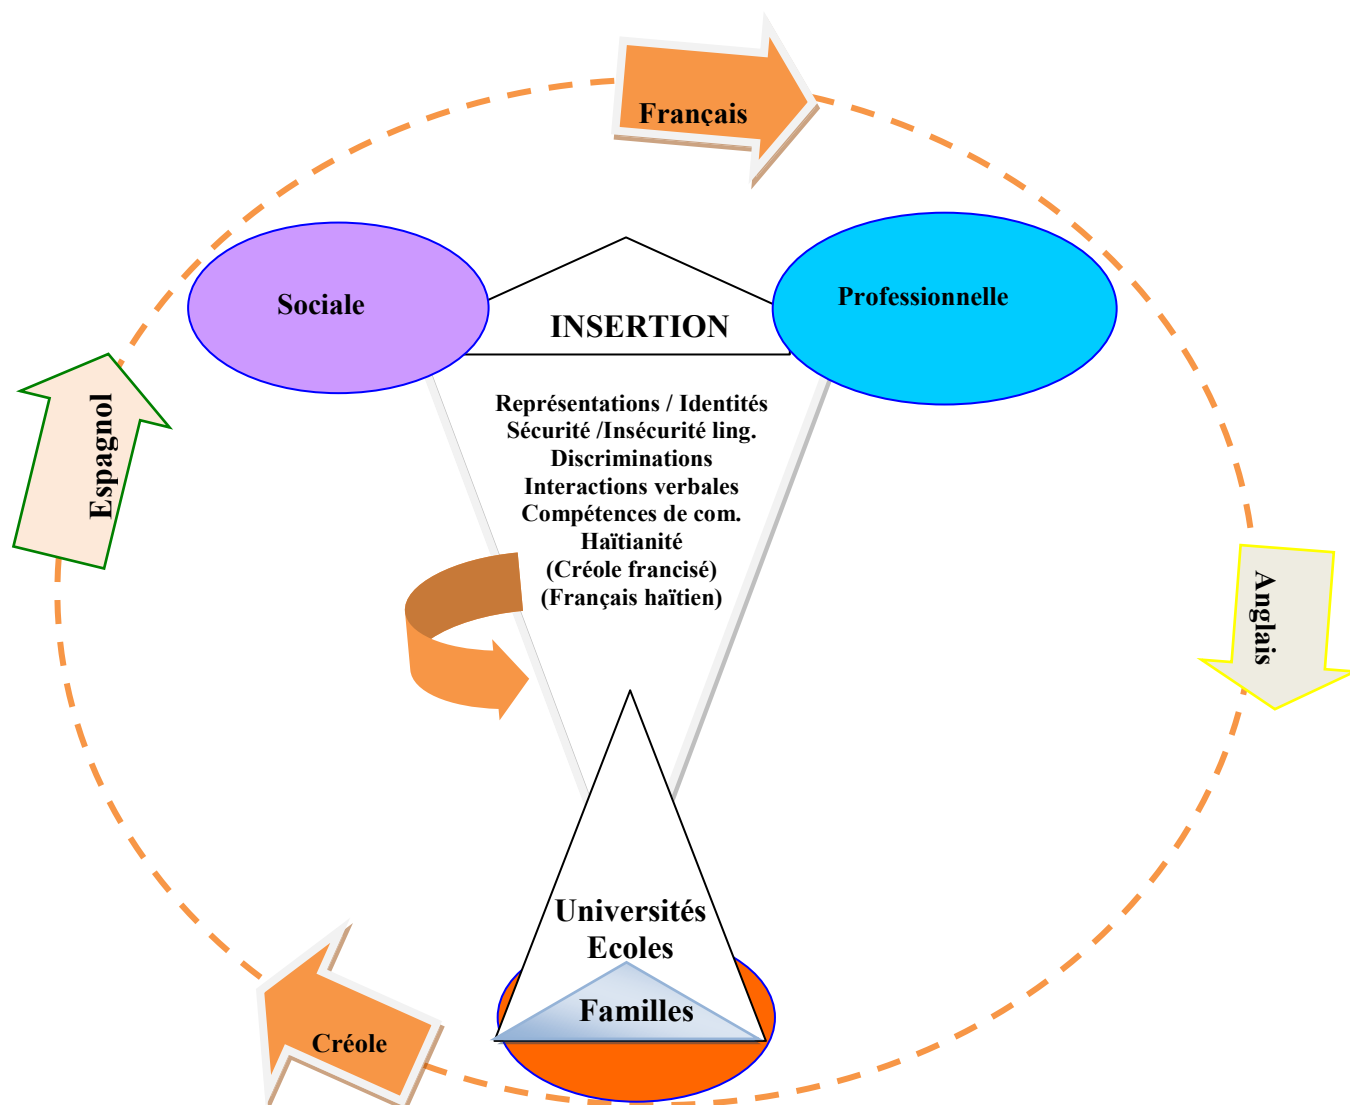 Français
Sociale
Professionnelle
INSERTION
Espagnol
Représentations / Identités
Sécurité /Insécurité ling.
Discriminations
Interactions verbales
Compétences de com.
Haïtianité
(Créole francisé)
(Français haïtien)
Anglais
Universités
Ecoles
Familles
Créole